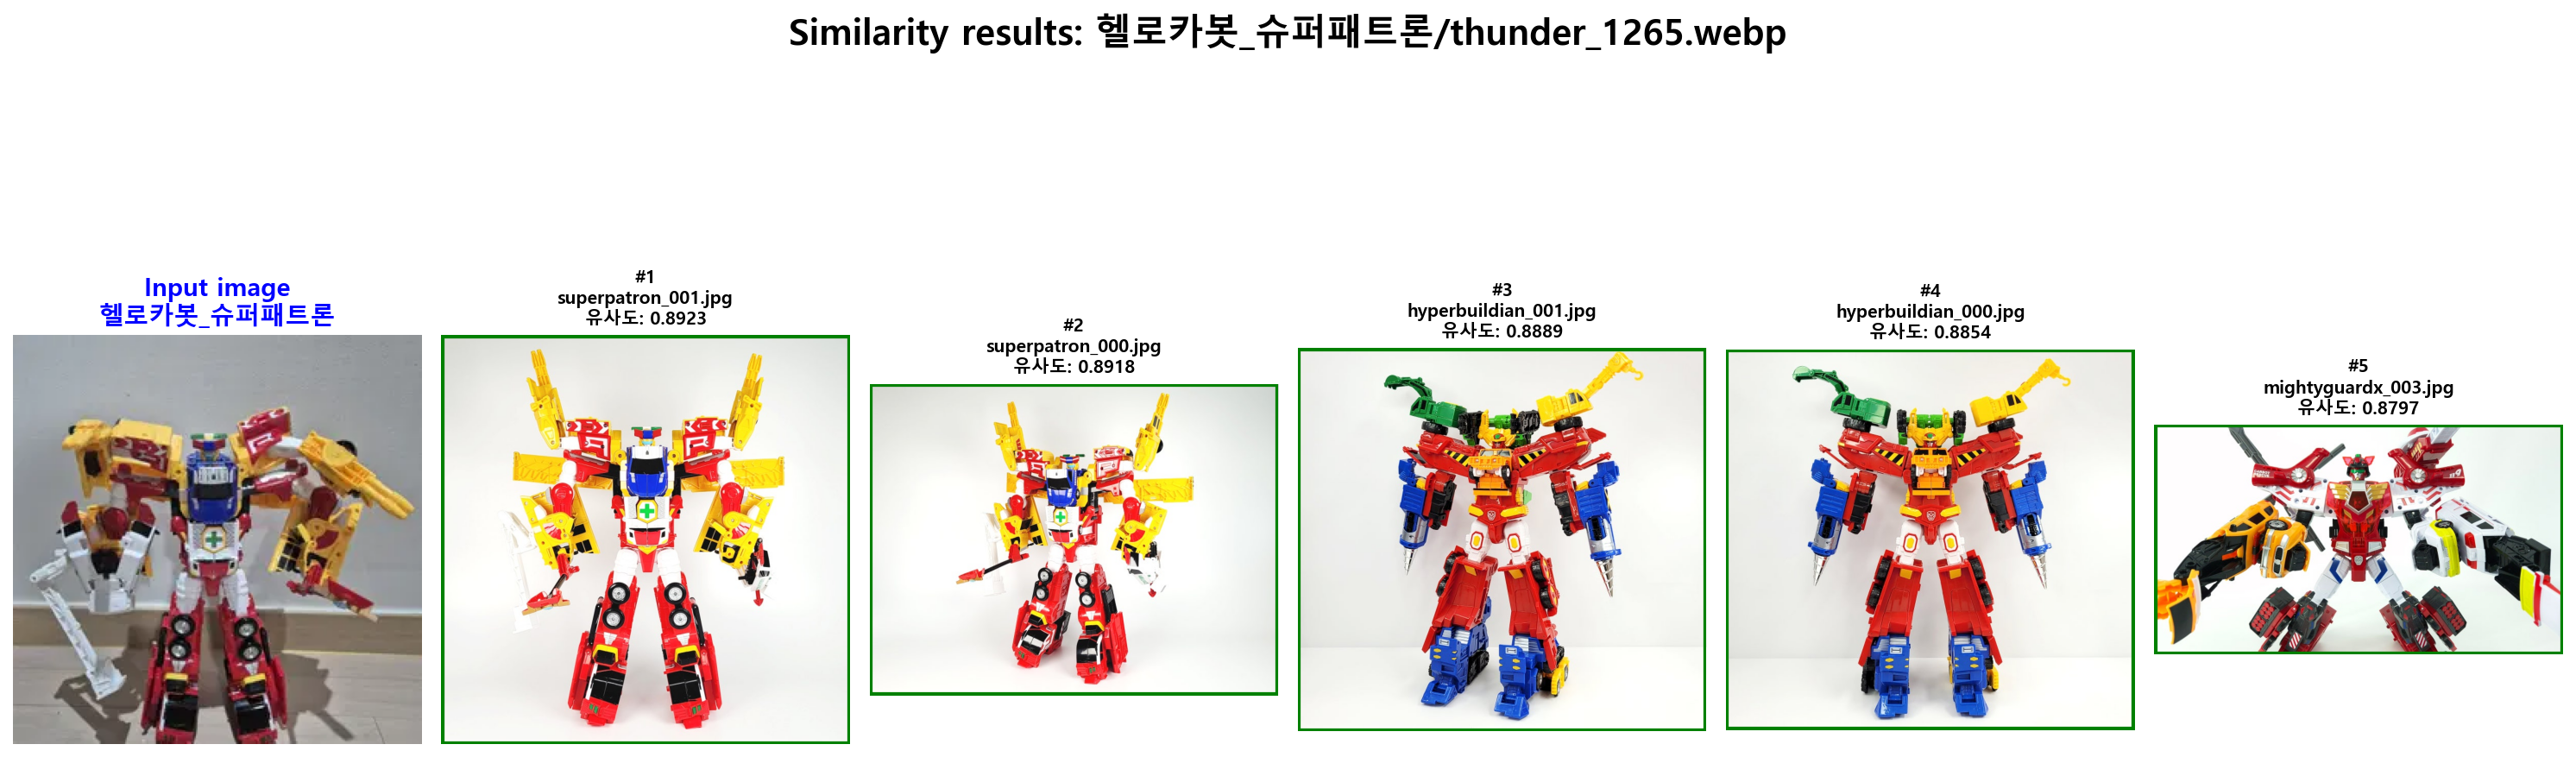 Similarity results: 헬로카봇_슈퍼패트론/thunder_1265.webp
Input image
헬로카봇_슈퍼패트론
#1
superpatron_001.jpg
유사도: 0.8923
#2
superpatron_000.jpg
유사도: 0.8918
#3
hyperbuildian_001.jpg
유사도: 0.8889
#4
hyperbuildian_000.jpg
유사도: 0.8854
#5
mightyguardx_003.jpg
유사도: 0.8797